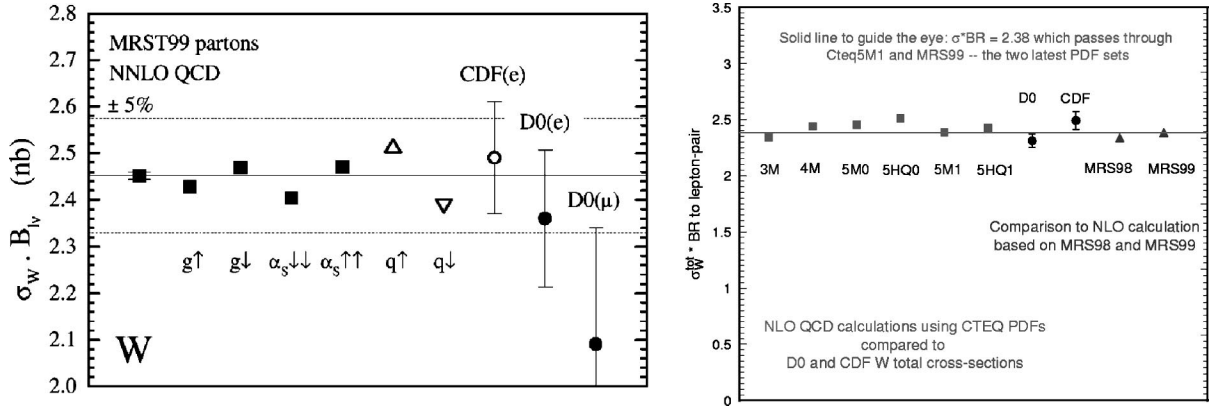 2.8
2.7
2.6
2.5
2.4
2.3
2.2
2.1
2.0
σW · Blν (nb)
MRST99 partons
NNLO QCD
± 5%
CDF(e)
D0(e)
D0(μ)
g↑ g↓ αS↓↓ αS↑↑ q↑ q↓
W
3.5
3
2.5
2
1.5
1
0.5
0
σWtot * BR to lepton-pair
Solid line to guide the eye: σ*BR = 2.38 which passes through
Cteq5M1 and MRS99 -- the two latest PDF sets
D0 CDF
3M 4M 5M0 5HQ0 5M1 5HQ1 MRS98 MRS99
Comparison to NLO calculation
based on MRS98 and MRS99
NLO QCD calculations using CTEQ PDFs
compared to
D0 and CDF W total cross-sections